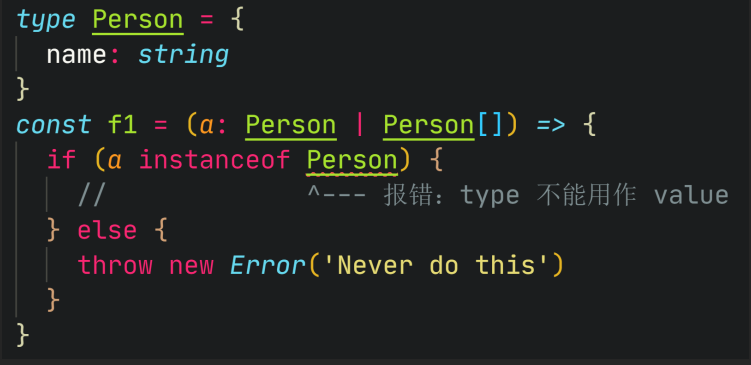 type Person = {
  name: string
}
const f1 = (a: Person | Person[]) => {
  if (a instanceof Person) {
    //             ^--- 报错：type 不能用作 value
  } else {
    throw new Error('Never do this')
  }
}